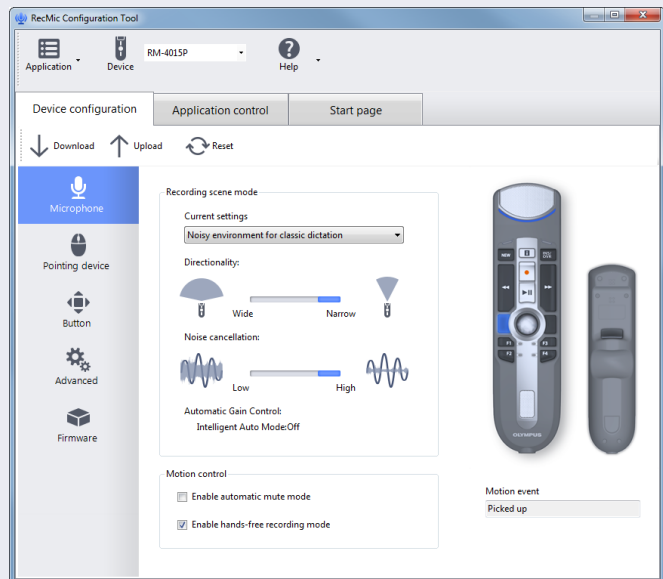 RecMic Configuration Tool
Application
Device
RM-4015P
Help
Device configuration
Application control
Start page
Download
Upload
Reset
Microphone
Pointing device
Button
Advanced
Firmware
Recording scene mode
Current settings
Noisy environment for classic dictation
Directionality:
Wide
Narrow
Noise cancellation:
Low
High
Automatic Gain Control:
Intelligent Auto Mode:Off
Motion control
Enable automatic mute mode
Enable hands-free recording mode
NEW
F1
F3
F2
F4
OLYMPUS
Motion event
Picked up